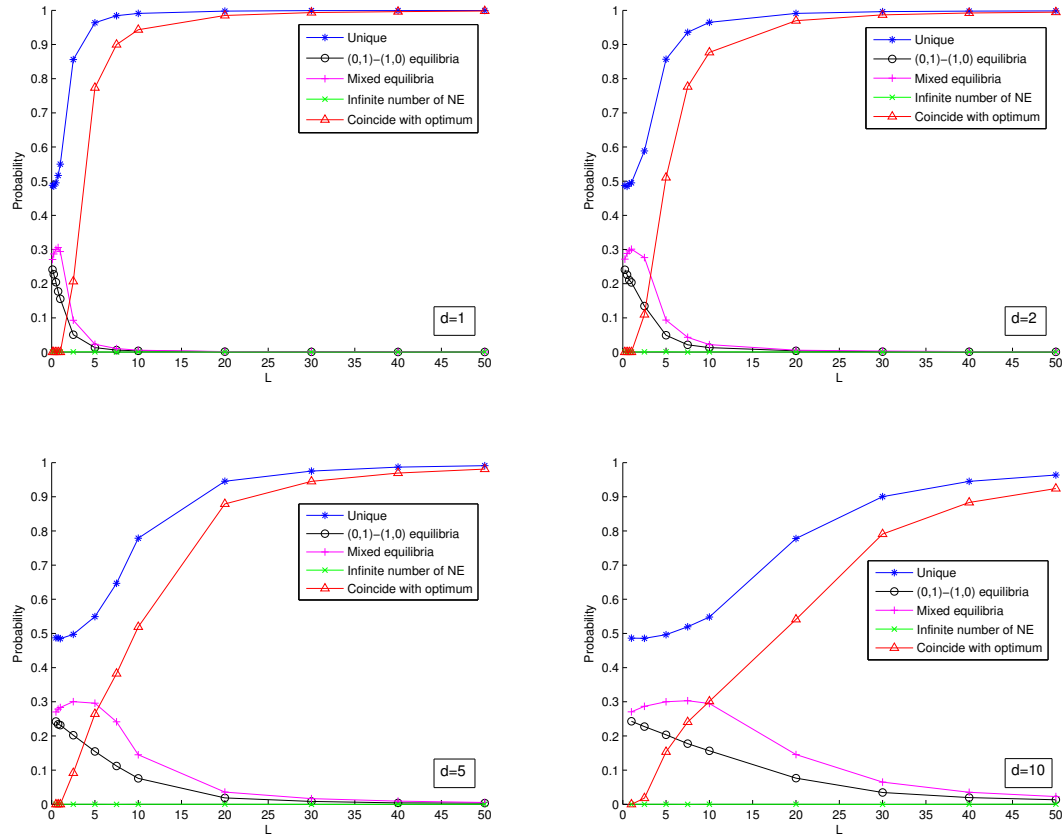 1
0.9
0.8
0.7
0.6
0.5
0.4
0.3
0.2
0.1
0
Probability
Unique
(0,1)−(1,0) equilibria
Mixed equilibria
Infinite number of NE
Coincide with optimum
d=1
0 5 10 15 20 25 30 35 40 45 50
L
1
0.9
0.8
0.7
0.6
0.5
0.4
0.3
0.2
0.1
0
Probability
Unique
(0,1)−(1,0) equilibria
Mixed equilibria
Infinite number of NE
Coincide with optimum
d=2
0 5 10 15 20 25 30 35 40 45 50
L
1
0.9
0.8
0.7
0.6
0.5
0.4
0.3
0.2
0.1
0
Probability
Unique
(0,1)−(1,0) equilibria
Mixed equilibria
Infinite number of NE
Coincide with optimum
d=5
0 5 10 15 20 25 30 35 40 45 50
L
1
0.9
0.8
0.7
0.6
0.5
0.4
0.3
0.2
0.1
0
Probability
Unique
(0,1)−(1,0) equilibria
Mixed equilibria
Infinite number of NE
Coincide with optimum
d=10
0 5 10 15 20 25 30 35 40 45 50
L